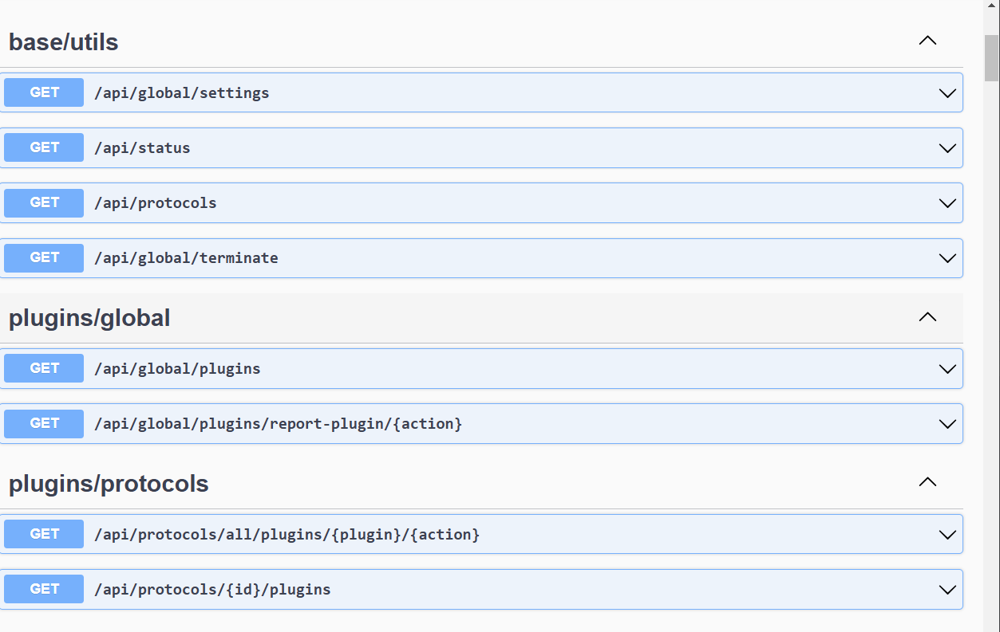 base/utils
GET /api/global/settings
GET /api/status
GET /api/protocols
GET /api/global/terminate
plugins/global
GET /api/global/plugins
GET /api/global/plugins/report-plugin/{action}
plugins/protocols
GET /api/protocols/all/plugins/{plugin}/{action}
GET /api/protocols/{id}/plugins